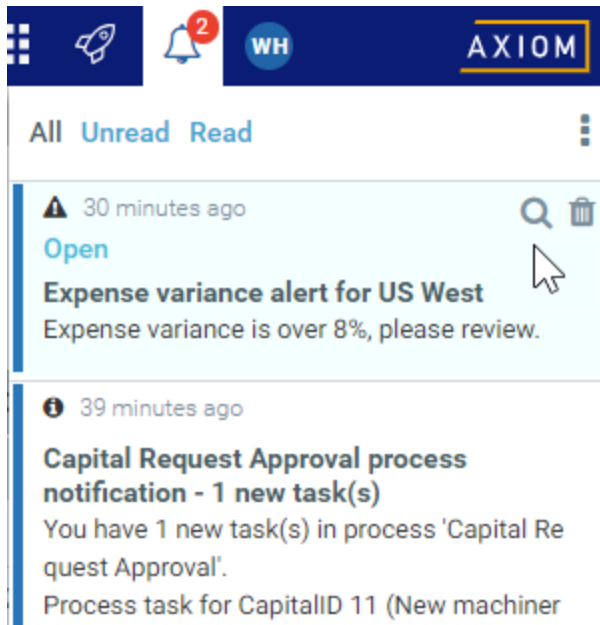 2
WH
AXIOM
All Unread Read
30 minutes ago
Open
Expense variance alert for US West
Expense variance is over 8%, please review.
39 minutes ago
Capital Request Approval process
notification - 1 new task(s)
You have 1 new task(s) in process 'Capital Re
quest Approval'.
Process task for CapitalID 11 (New machiner